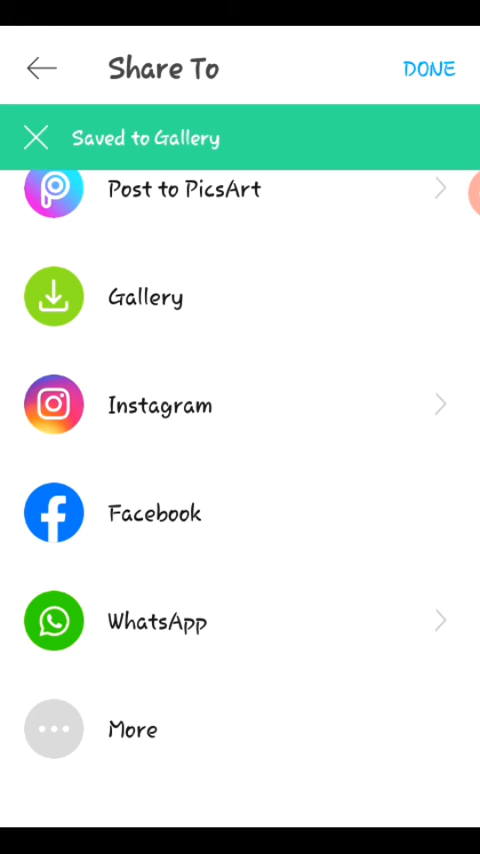 Share To
DONE
Saved to Gallery
Post to PicsArt
Gallery
Instagram
Facebook
WhatsApp
More